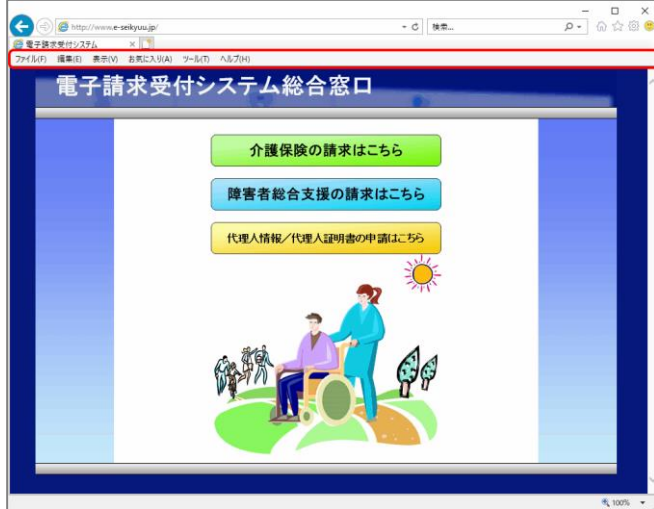 http://www.e-seikyuu.jp/
検索...
電子請求受付システム
ファイル(F) 編集(E) 表示(V) お気に入り(A) ツール(T) ヘルプ(H)
電子請求受付システム総合窓口
介護保険の請求はこちら
障害者総合支援の請求はこちら
代理人情報／代理人証明書の申請はこちら
100%